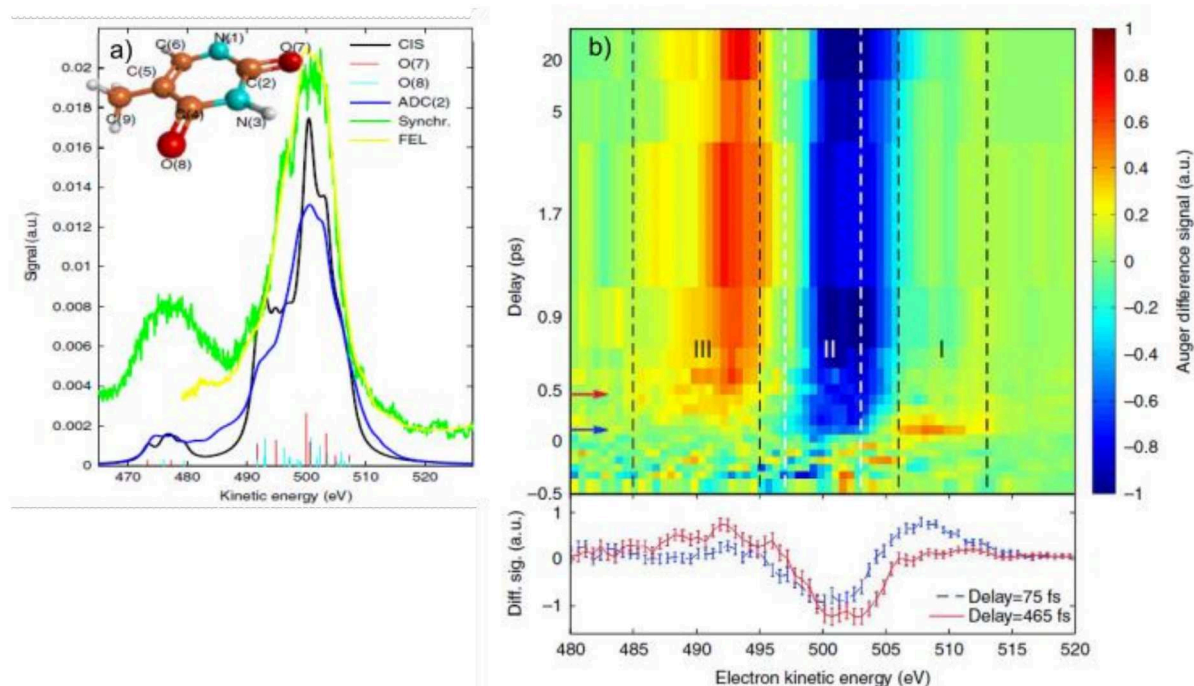 a)
N(1)
C(6)
O(7)
C(5)
C(2)
N(3)
C(9)
O(8)
CIS
O(7)
O(8)
ADC(2)
Synchr.
FEL
0.02
0.018
0.016
0.014
0.012
0.01
0.008
0.006
0.004
0.002
0
Signal (a.u.)
470 480 490 500 510 520
Kinetic energy (eV)
b)
20
5
1.7
0.9
0.5
0
–0.5
Delay (ps)
III II I
1
0.8
0.6
0.4
0.2
0
–0.2
–0.4
–0.6
–0.8
–1
Auger difference signal (a.u.)
1
0
–1
Diff. sig. (a.u.)
Delay=75 fs
Delay=465 fs
480 485 490 495 500 505 510 515 520
Electron kinetic energy (eV)